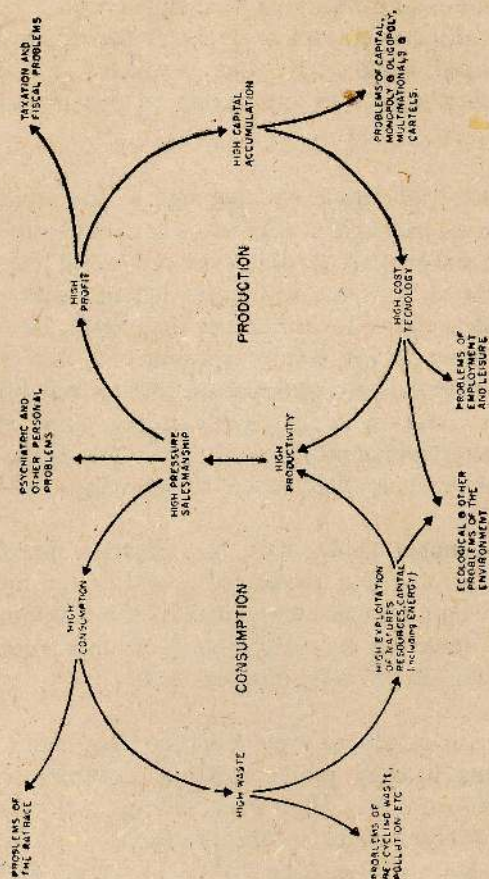 PROBLEMS OF
THE RAT RACE
PSYCHIATRIC AND
OTHER PERSONAL
PROBLEMS
TAXATION AND
FISCAL PROBLEMS
HIGH
CONSUMPTION
HIGH
PROFIT
HIGH PRESSURE
SALESMANSHIP
HIGH WASTE
CONSUMPTION
PRODUCTION
HIGH CAPITAL
ACCUMULATION
HIGH
PRODUCTIVITY
HIGH EXPLOITATION
OF NATURES
RESOURCES, CAPITAL
(Including ENERGY)
HIGH COST
TECNOLOGY
PROBLEMS OF
RE-CYCLING WASTE,
POLLUTION ETC
ECOLOGICAL & OTHER
PROBLEMS OF THE
ENVIRONMENT
PROBLEMS OF
EMPLOYMENT
AND LEISURE
PROBLEMS OF CAPITAL,
MONOPOLY & OLIGOPOLY,
MULTINATIONALS &
CARTELS.